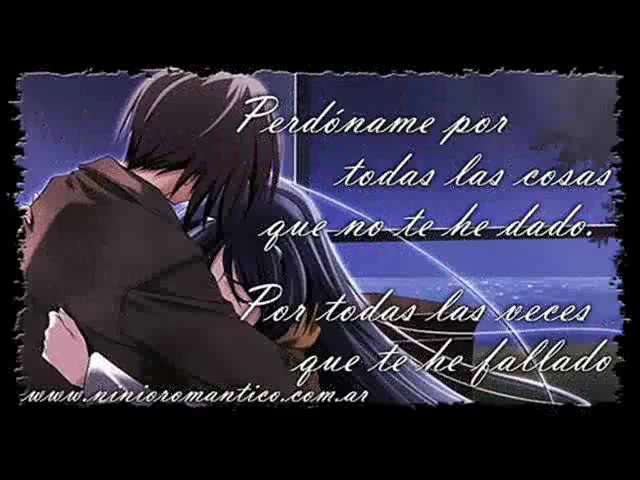 Perdóname por
todas las cosas
que no te he dado.
Por todas las veces
que te he fallado
www.ninioromantico.com.ar